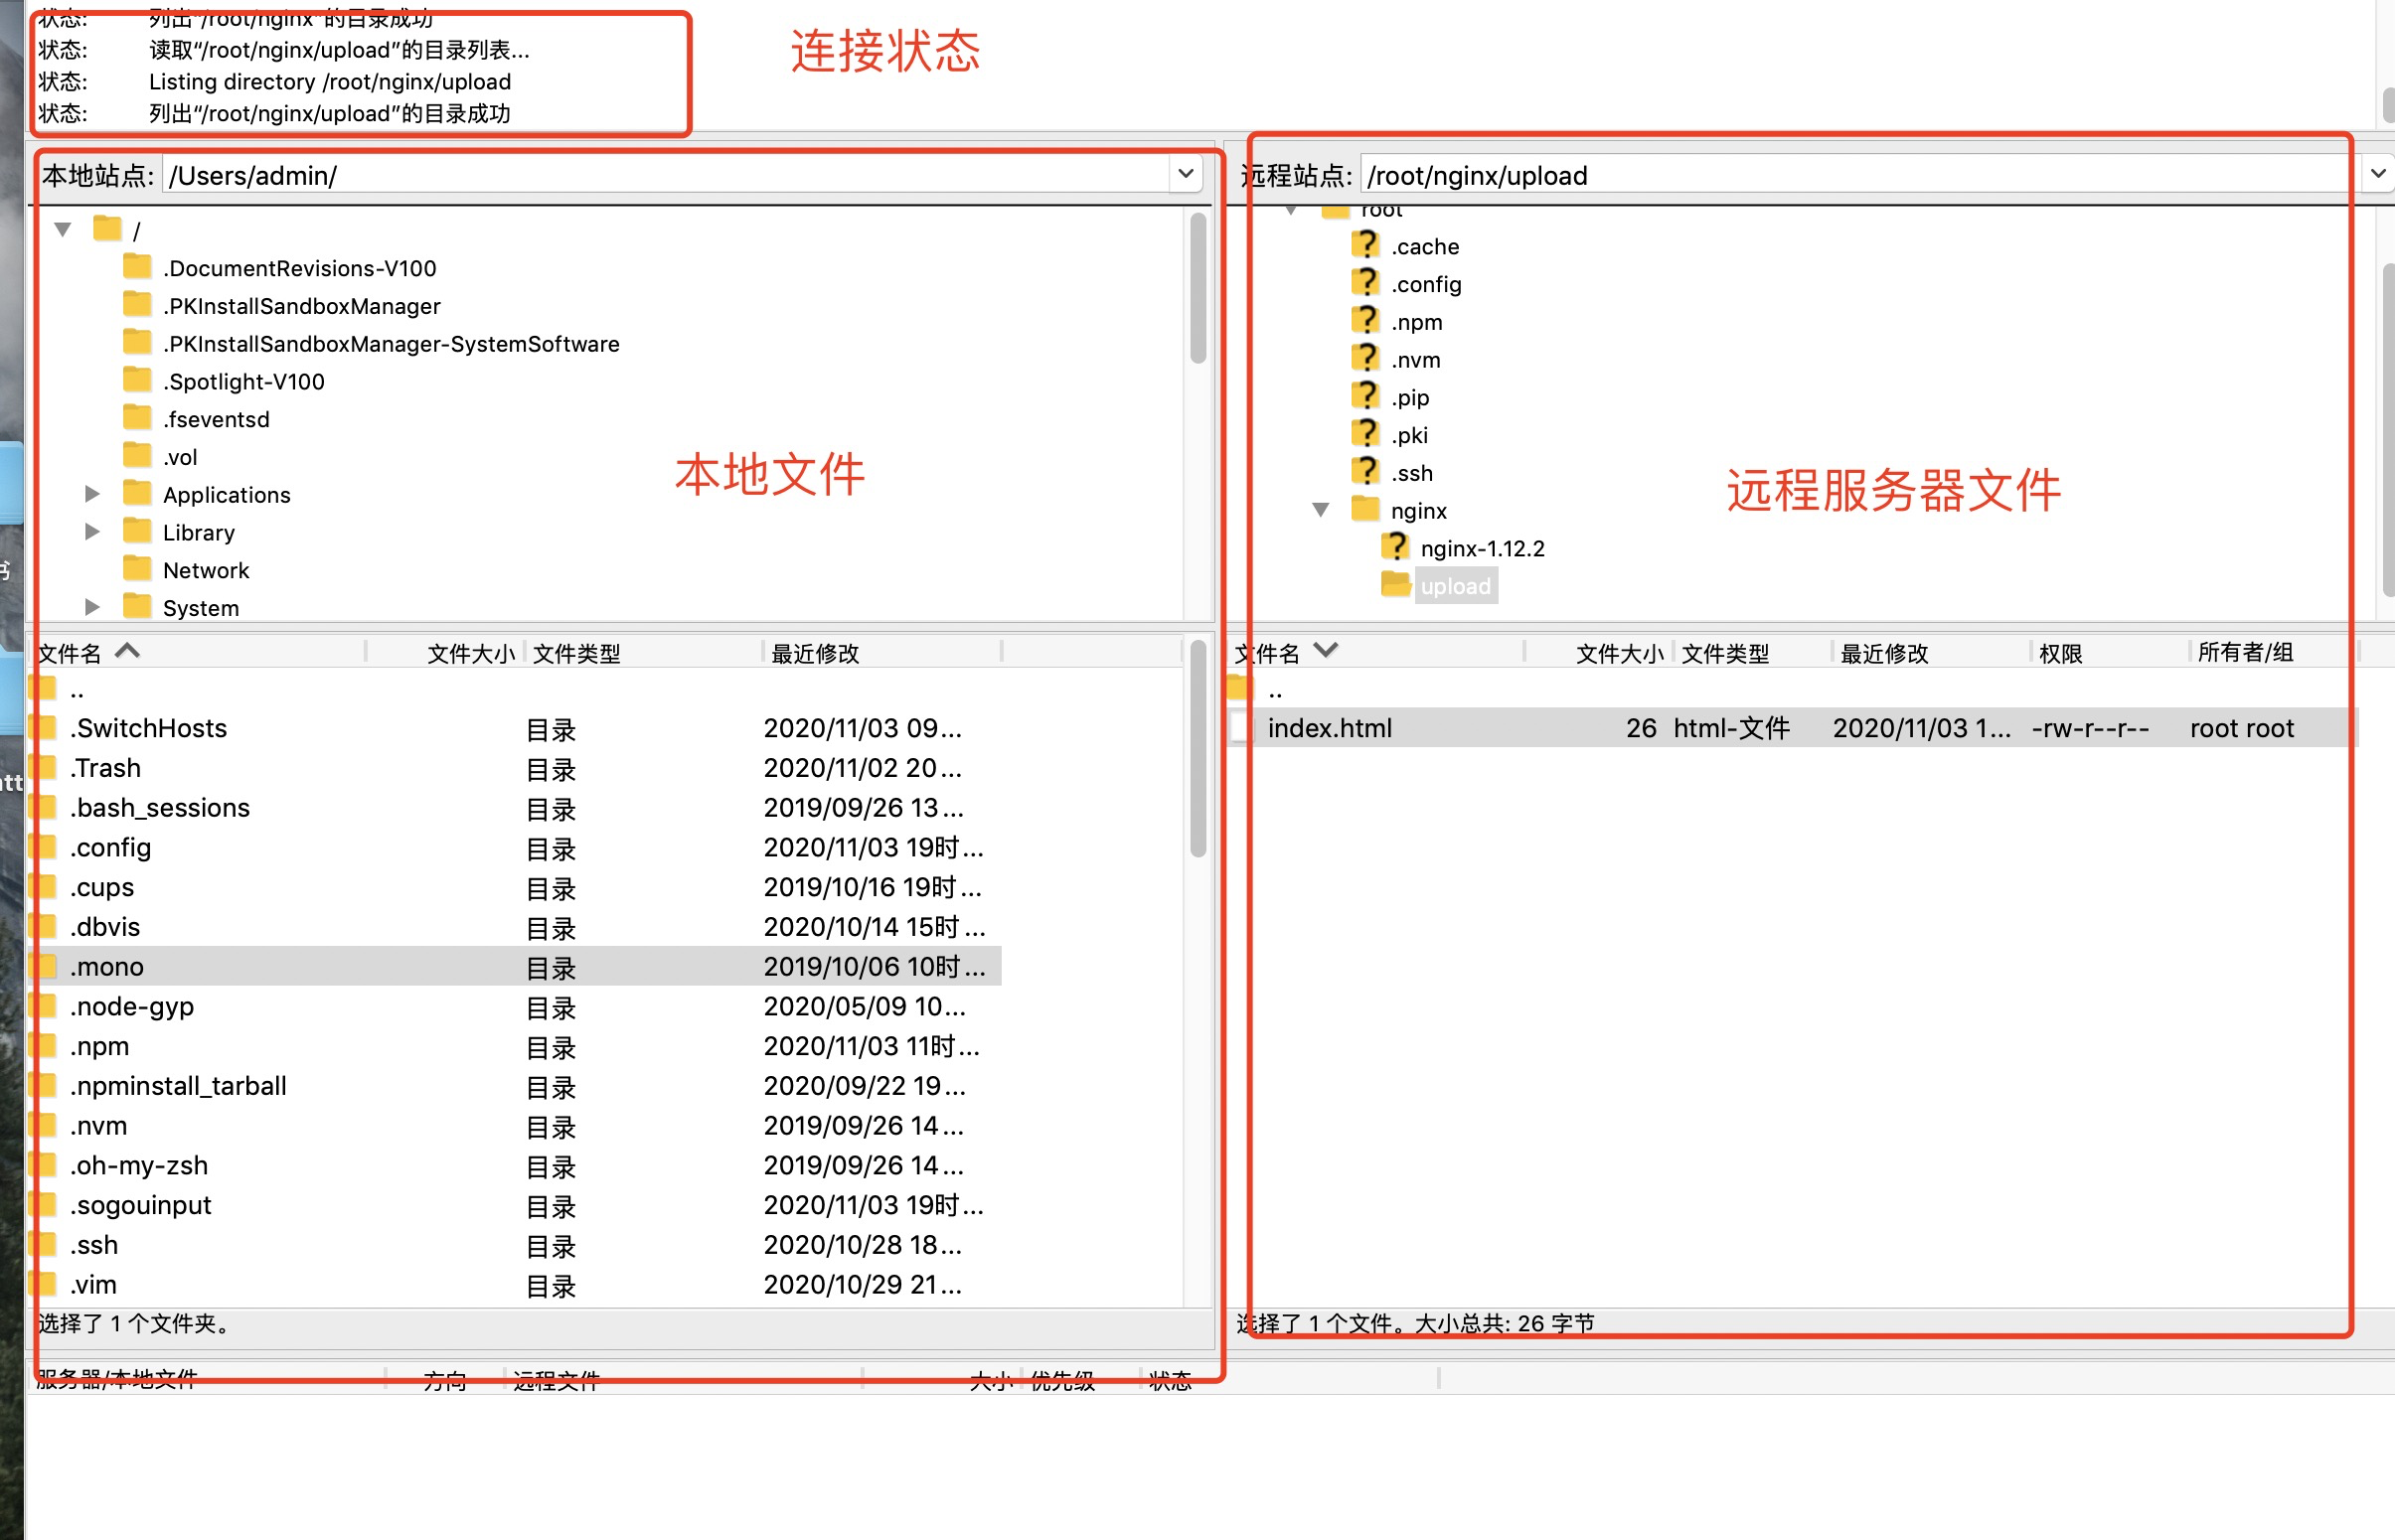 状态: 列出“/root/nginx”的目录成功
状态: 读取“/root/nginx/upload”的目录列表...
状态: Listing directory /root/nginx/upload
状态: 列出“/root/nginx/upload”的目录成功
连接状态
本地站点: /Users/admin/
/
.DocumentRevisions-V100
.PKInstallSandboxManager
.PKInstallSandboxManager-SystemSoftware
.Spotlight-V100
.fseventsd
.vol
Applications
Library
Network
System
本地文件
文件名 文件大小 文件类型 最近修改
..
.SwitchHosts 目录 2020/11/03 09...
.Trash 目录 2020/11/02 20...
.bash_sessions 目录 2019/09/26 13...
.config 目录 2020/11/03 19时...
.cups 目录 2019/10/16 19时...
.dbvis 目录 2020/10/14 15时...
.mono 目录 2019/10/06 10时...
.node-gyp 目录 2020/05/09 10...
.npm 目录 2020/11/03 11时...
.npminstall_tarball 目录 2020/09/22 19...
.nvm 目录 2019/09/26 14...
.oh-my-zsh 目录 2019/09/26 14...
.sogouinput 目录 2020/11/03 19时...
.ssh 目录 2020/10/28 18...
.vim 目录 2020/10/29 21...
选择了 1 个文件夹。
远程站点: /root/nginx/upload
root
.cache
.config
.npm
.nvm
.pip
.pki
.ssh
nginx
nginx-1.12.2
upload
远程服务器文件
文件名 文件大小 文件类型 最近修改 权限 所有者/组
..
index.html 26 html-文件 2020/11/03 1... -rw-r--r-- root root
选择了 1 个文件。大小总共: 26 字节
服务器/本地文件 方向 远程文件 大小 优先级 状态
书
att